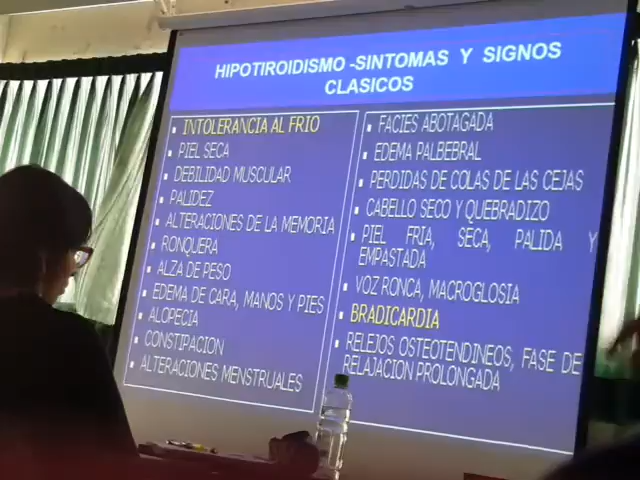 HIPOTIROIDISMO -SINTOMAS Y SIGNOS
CLASICOS
INTOLERANCIA AL FRIO
PIEL SECA
DEBILIDAD MUSCULAR
PALIDEZ
ALTERACIONES DE LA MEMORIA
RONQUERA
ALZA DE PESO
EDEMA DE CARA, MANOS Y PIES
ALOPECIA
CONSTIPACION
ALTERACIONES MENSTRUALES
FACIES ABOTAGADA
EDEMA PALBEBRAL
PERDIDAS DE COLAS DE LAS CEJAS
CABELLO SECO Y QUEBRADIZO
PIEL FRIA, SECA, PALIDA Y
EMPASTADA
VOZ RONCA, MACROGLOSIA
BRADICARDIA
RELEJOS OSTEOTENDINEOS, FASE DE
RELAJACION PROLONGADA